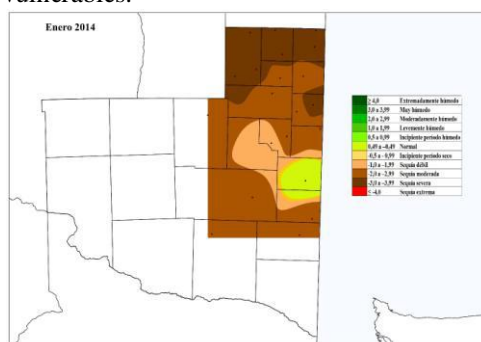 vulnerables.
Enero 2014
≥ 4,0 Extremadamente húmedo
3,0 a 3,99 Muy húmedo
2,0 a 2,99 Moderadamente húmedo
1,0 a 1,99 Levemente húmedo
0,5 a 0,99 Incipiente período húmedo
0,49 a -0,49 Normal
-0,5 a -0,99 Incipiente período seco
-1,0 a -1,99 Sequía débil
-2,0 a -2,99 Sequía moderada
-3,0 a -3,99 Sequía severa
≤ -4,0 Sequía extrema